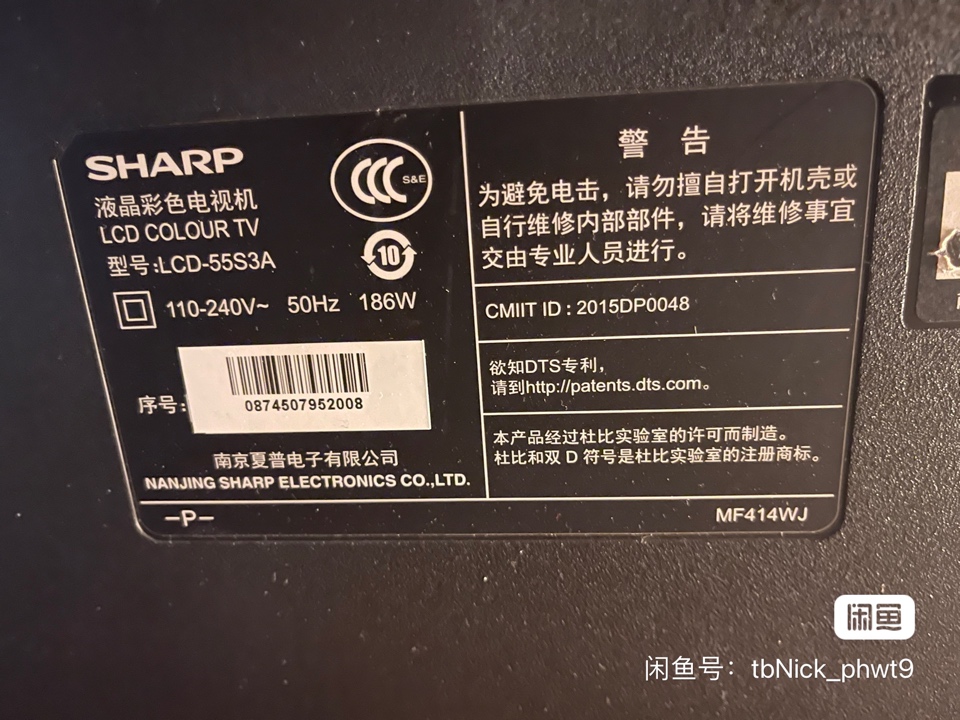 SHARP
液晶彩色电视机
LCD COLOUR TV
型号:LCD-55S3A
CCC S&E
10
110-240V~ 50Hz 186W
序号:
0874507952008
南京夏普电子有限公司
NANJING SHARP ELECTRONICS CO.,LTD.
-P-
警 告
为避免电击，请勿擅自打开机壳或
自行维修内部部件，请将维修事宜
交由专业人员进行。
CMIIT ID : 2015DP0048
欲知DTS专利，
请到http://patents.dts.com。
本产品经过杜比实验室的许可而制造。
杜比和双 D 符号是杜比实验室的注册商标。
MF414WJ
闲鱼
闲鱼号：tbNick_phwt9